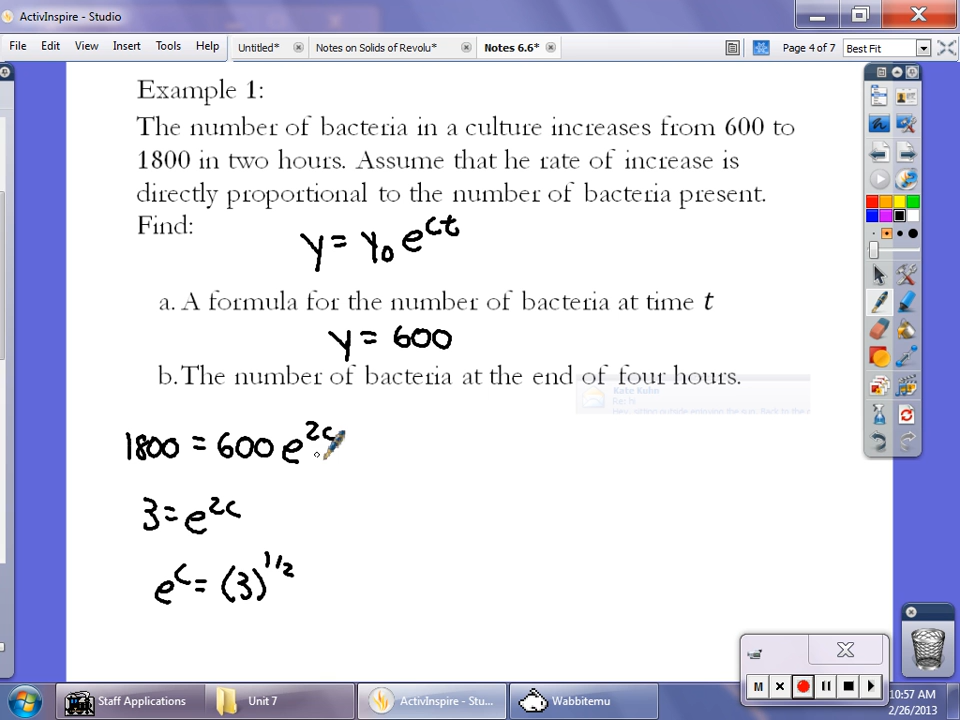 ActivInspire - Studio
File Edit View Insert Tools Help Untitled* Notes on Solids of Revolu* Notes 6.6* Page 4 of 7 Best Fit
Example 1:
The number of bacteria in a culture increases from 600 to
1800 in two hours. Assume that he rate of increase is
directly proportional to the number of bacteria present.
Find:
y = y₀ e^(ct)
a. A formula for the number of bacteria at time t
y = 600
b. The number of bacteria at the end of four hours.
Kate Kuhn
1800 = 600 e^(2c)
3 = e^(2c)
e^c = (3)^(1/2)
M
Staff Applications Unit 7 ActivInspire - Stu... Wabbitemu
10:57 AM
2/26/2013